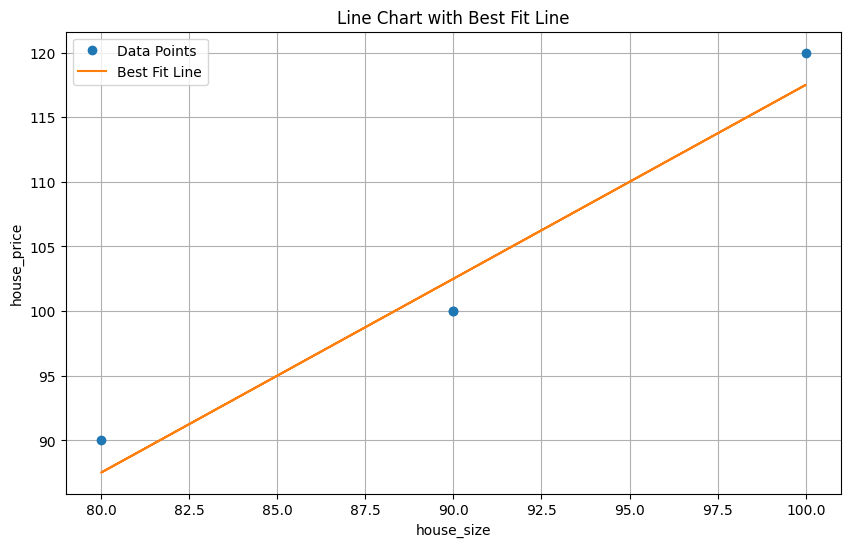 Line Chart with Best Fit Line
Data Points
Best Fit Line
120
115
110
105
100
95
90
house_price
80.0 82.5 85.0 87.5 90.0 92.5 95.0 97.5 100.0
house_size